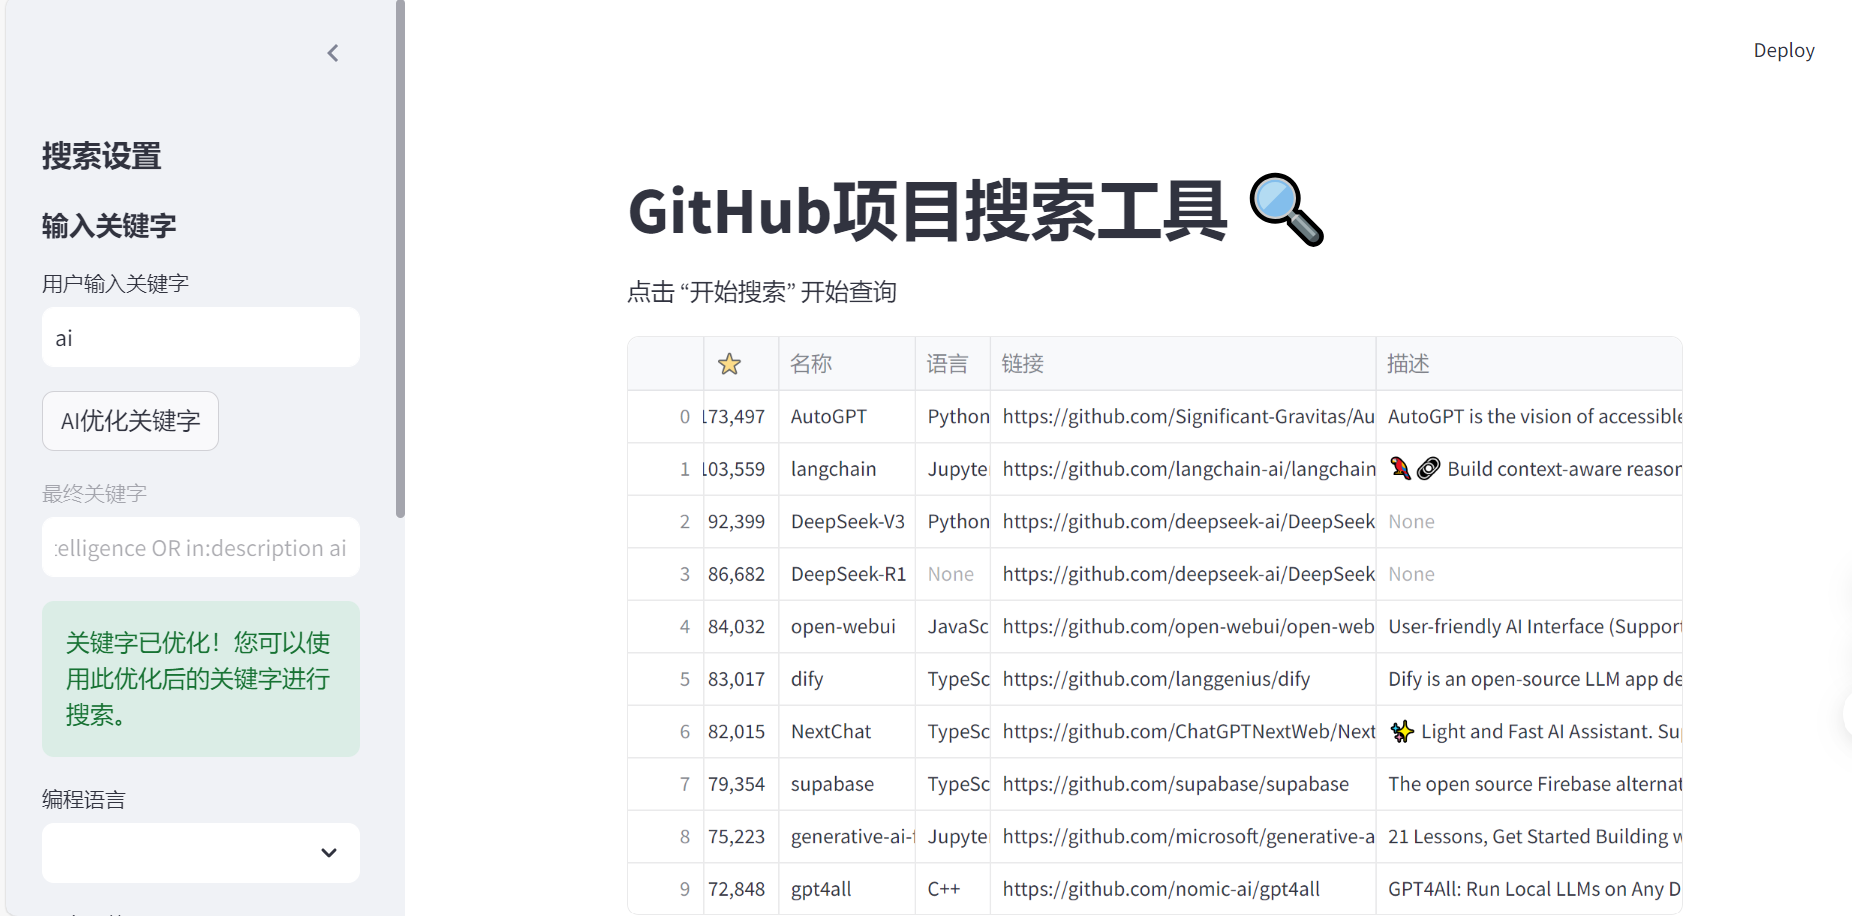 Deploy
搜索设置
输入关键字
用户输入关键字
ai
AI优化关键字
最终关键字
telligence OR in:description ai
关键字已优化！您可以使
用此优化后的关键字进行
搜索。
编程语言
GitHub项目搜索工具 🔍
点击 “开始搜索” 开始查询
⭐ 名称 语言 链接 描述
0 173,497 AutoGPT Python https://github.com/Significant-Gravitas/Au AutoGPT is the vision of accessible
1 103,559 langchain Jupyte https://github.com/langchain-ai/langchain 🦜🔗 Build context-aware reason
2 92,399 DeepSeek-V3 Python https://github.com/deepseek-ai/DeepSeek None
3 86,682 DeepSeek-R1 None https://github.com/deepseek-ai/DeepSeek None
4 84,032 open-webui JavaSc https://github.com/open-webui/open-web User-friendly AI Interface (Support
5 83,017 dify TypeSc https://github.com/langgenius/dify Dify is an open-source LLM app de
6 82,015 NextChat TypeSc https://github.com/ChatGPTNextWeb/Next ✨ Light and Fast AI Assistant. Su
7 79,354 supabase TypeSc https://github.com/supabase/supabase The open source Firebase alternat
8 75,223 generative-ai-f Jupyte https://github.com/microsoft/generative-a 21 Lessons, Get Started Building w
9 72,848 gpt4all C++ https://github.com/nomic-ai/gpt4all GPT4All: Run Local LLMs on Any D